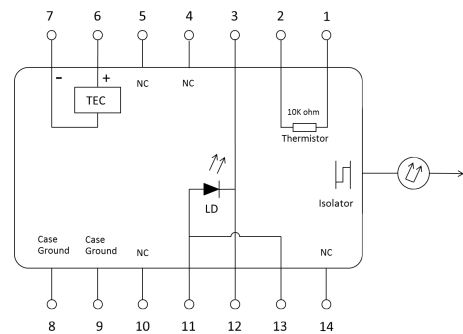 7 6 5 4 3 2 1
- + NC NC
TEC
10K ohm
Thermistor
LD
Isolator
Case Ground
Case Ground
NC
NC
8 9 10 11 12 13 14